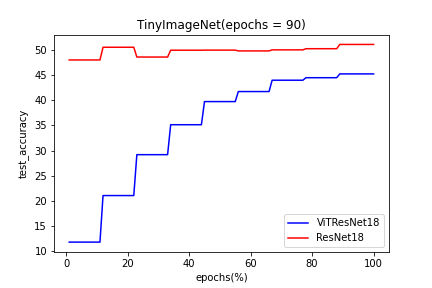 TinyImageNet(epochs = 90)
test_accuracy
50
45
40
35
30
25
20
15
10
0 20 40 60 80 100
epochs(%)
ViTResNet18
ResNet18